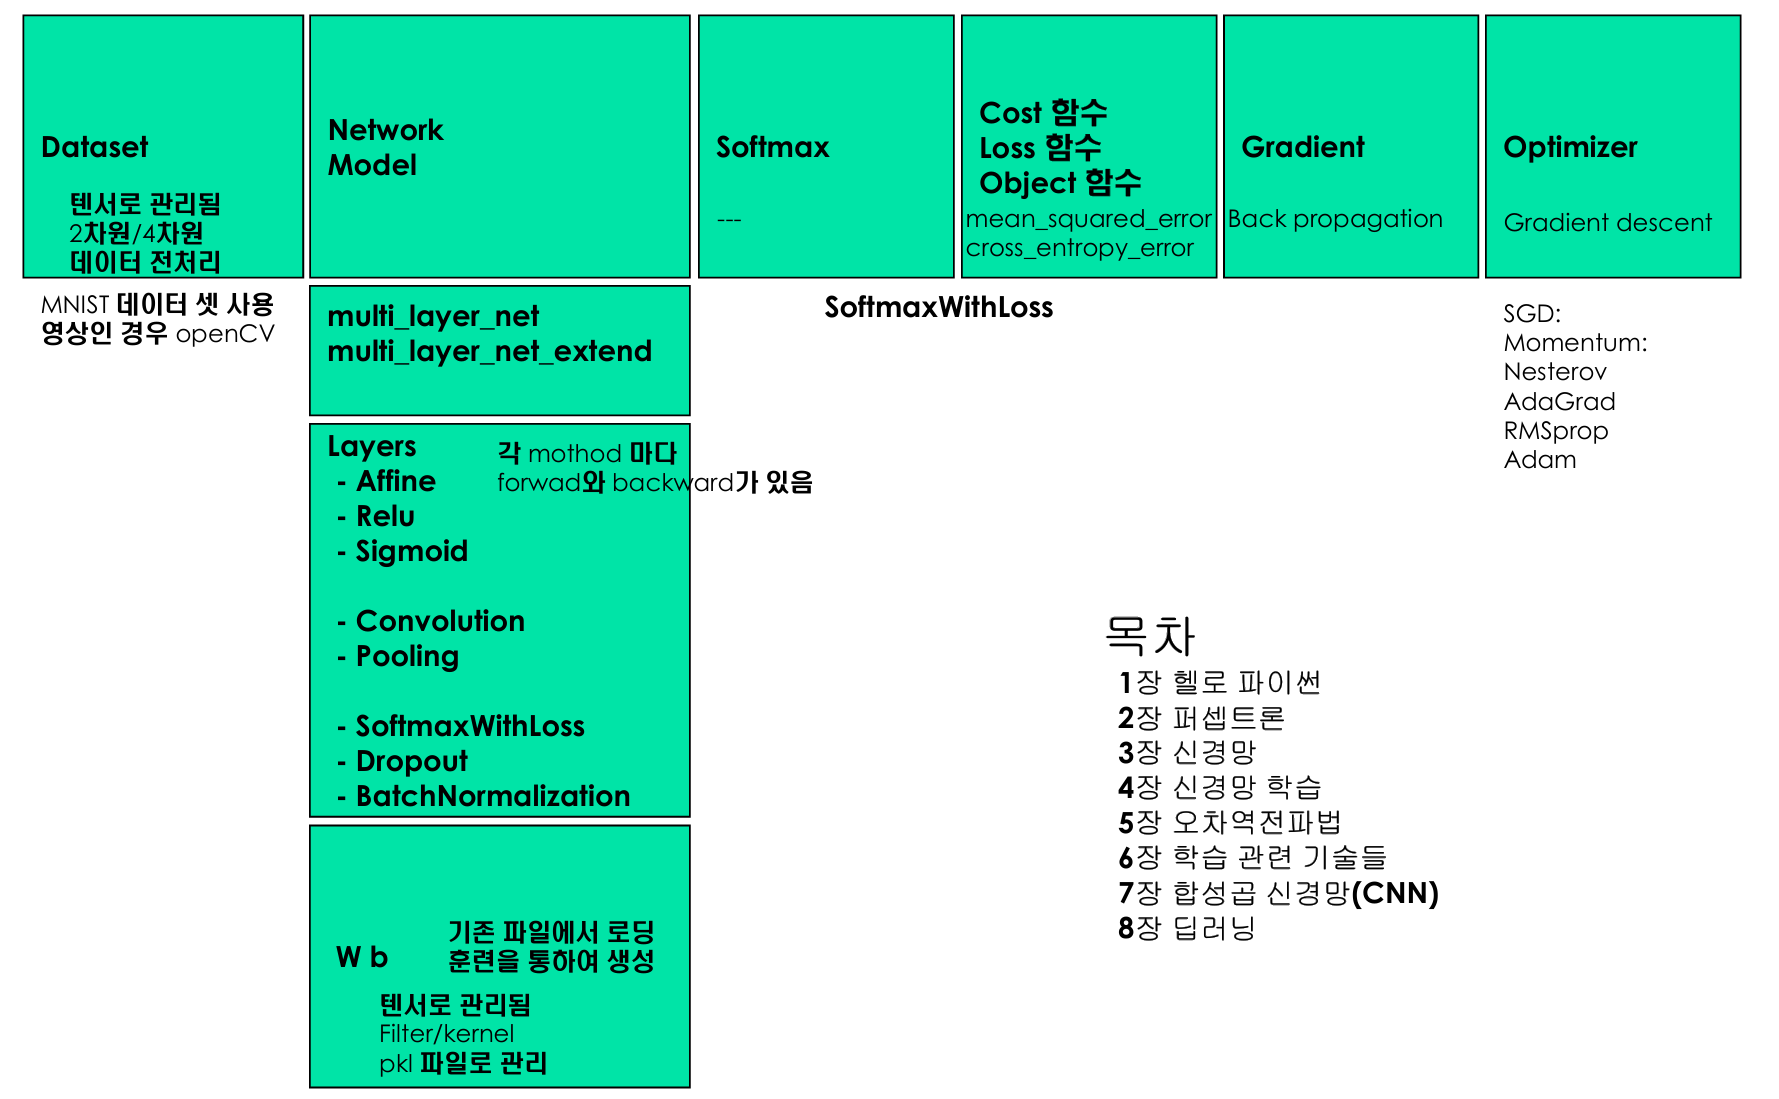 Dataset
텐서로 관리됨
2차원/4차원
데이터 전처리
MNIST 데이터 셋 사용
영상인 경우 openCV
Network
Model
multi_layer_net
multi_layer_net_extend
Layers
- Affine
- Relu
- Sigmoid
- Convolution
- Pooling
- SoftmaxWithLoss
- Dropout
- BatchNormalization
각 mothod 마다
forwad와 backward가 있음
W b
기존 파일에서 로딩
훈련을 통하여 생성
텐서로 관리됨
Filter/kernel
pkl 파일로 관리
Softmax
---
Cost 함수
Loss 함수
Object 함수
mean_squared_error
cross_entropy_error
SoftmaxWithLoss
Gradient
Back propagation
Optimizer
Gradient descent
SGD:
Momentum:
Nesterov
AdaGrad
RMSprop
Adam
목차
1장 헬로 파이썬
2장 퍼셉트론
3장 신경망
4장 신경망 학습
5장 오차역전파법
6장 학습 관련 기술들
7장 합성곱 신경망(CNN)
8장 딥러닝